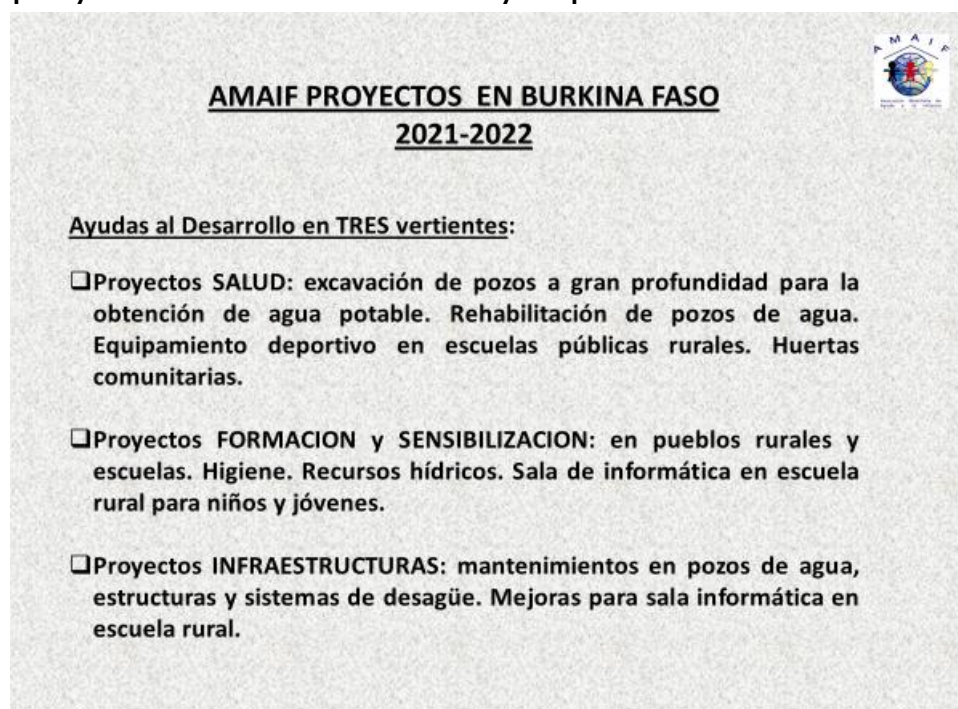 AMAIF
AMAIF PROYECTOS EN BURKINA FASO
2021-2022
Ayudas al Desarrollo en TRES vertientes:
❑Proyectos SALUD: excavación de pozos a gran profundidad para la
obtención de agua potable. Rehabilitación de pozos de agua.
Equipamiento deportivo en escuelas públicas rurales. Huertas
comunitarias.
❑Proyectos FORMACION y SENSIBILIZACION: en pueblos rurales y
escuelas. Higiene. Recursos hídricos. Sala de informática en escuela
rural para niños y jóvenes.
❑Proyectos INFRAESTRUCTURAS: mantenimientos en pozos de agua,
estructuras y sistemas de desagüe. Mejoras para sala informática en
escuela rural.